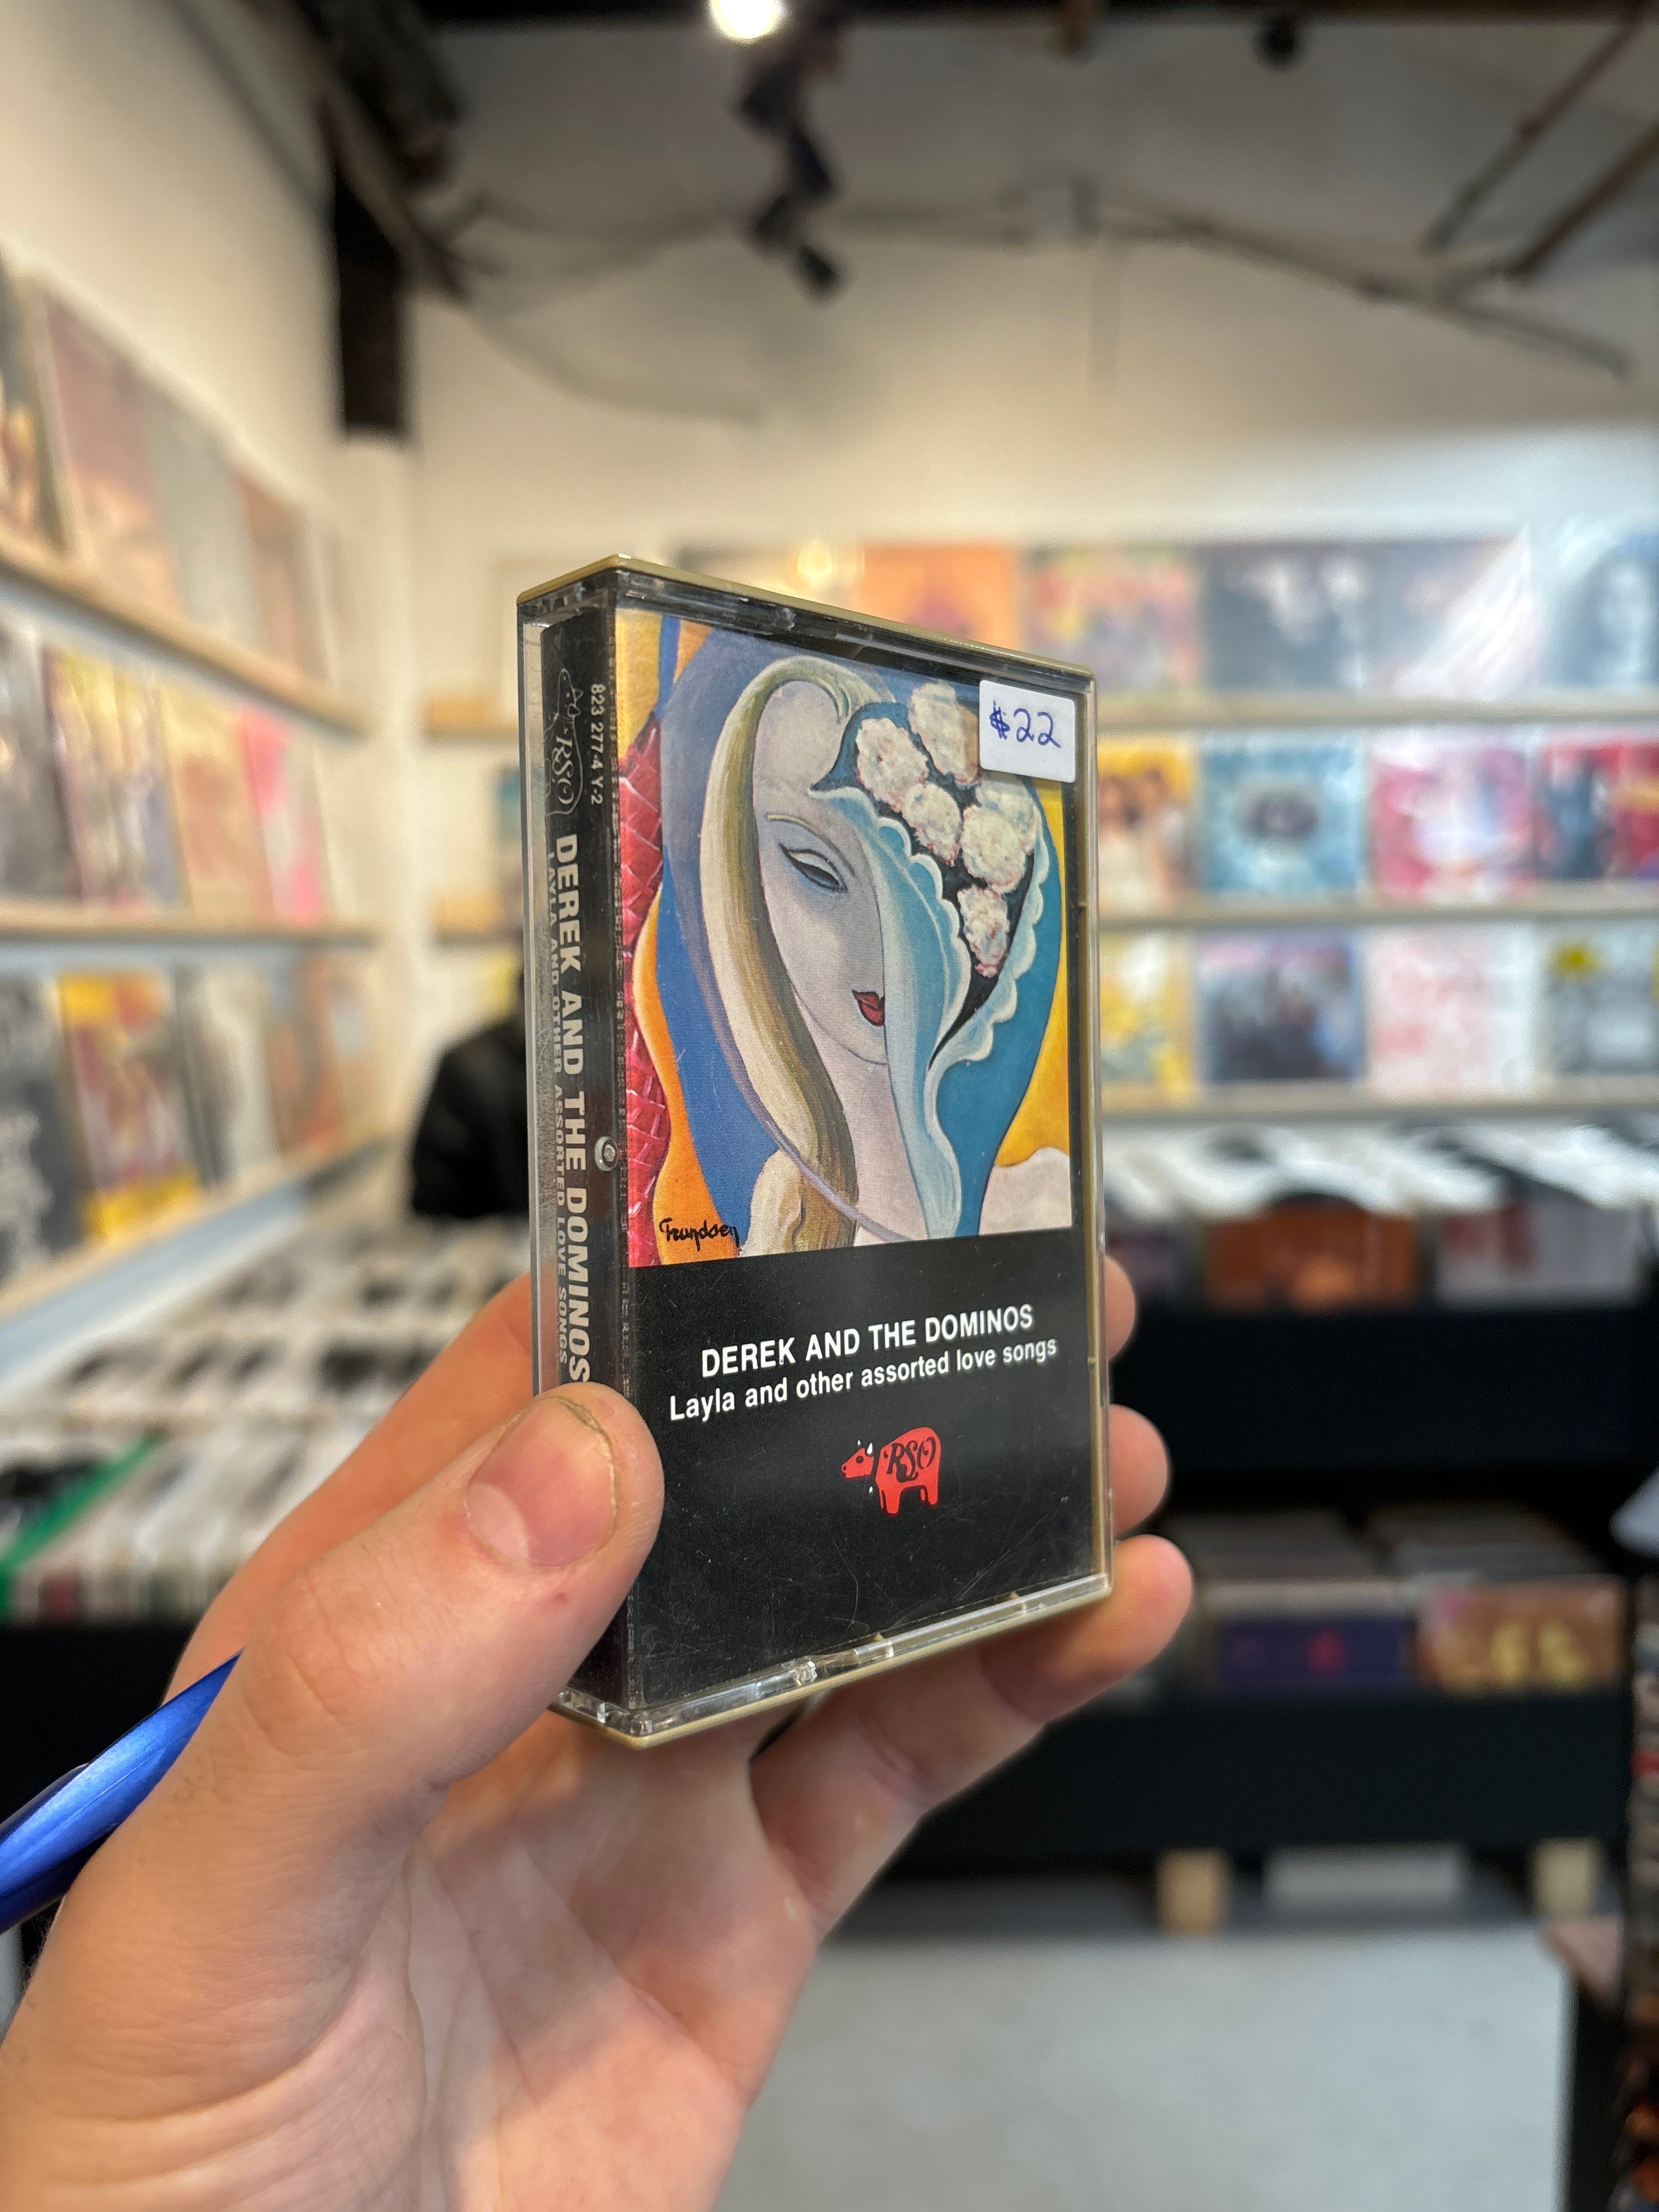 $22
823 277-4 Y-2
RSO
DEREK AND THE DOMINOS
LAYLA AND OTHER ASSORTED LOVE SONGS
Frandsen
DEREK AND THE DOMINOS
Layla and other assorted love songs
RSO